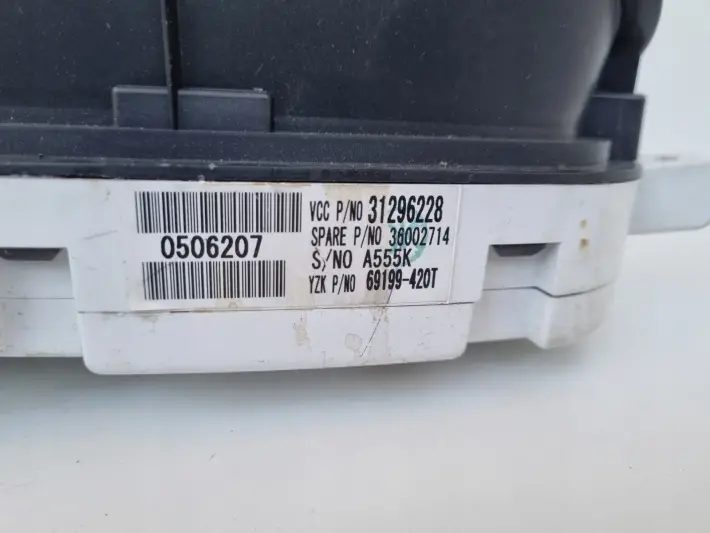 VCC P/NO 31296228
0506207
SPARE P/NO 36002714
S/NO A555K
YZK P/NO 69199-420T